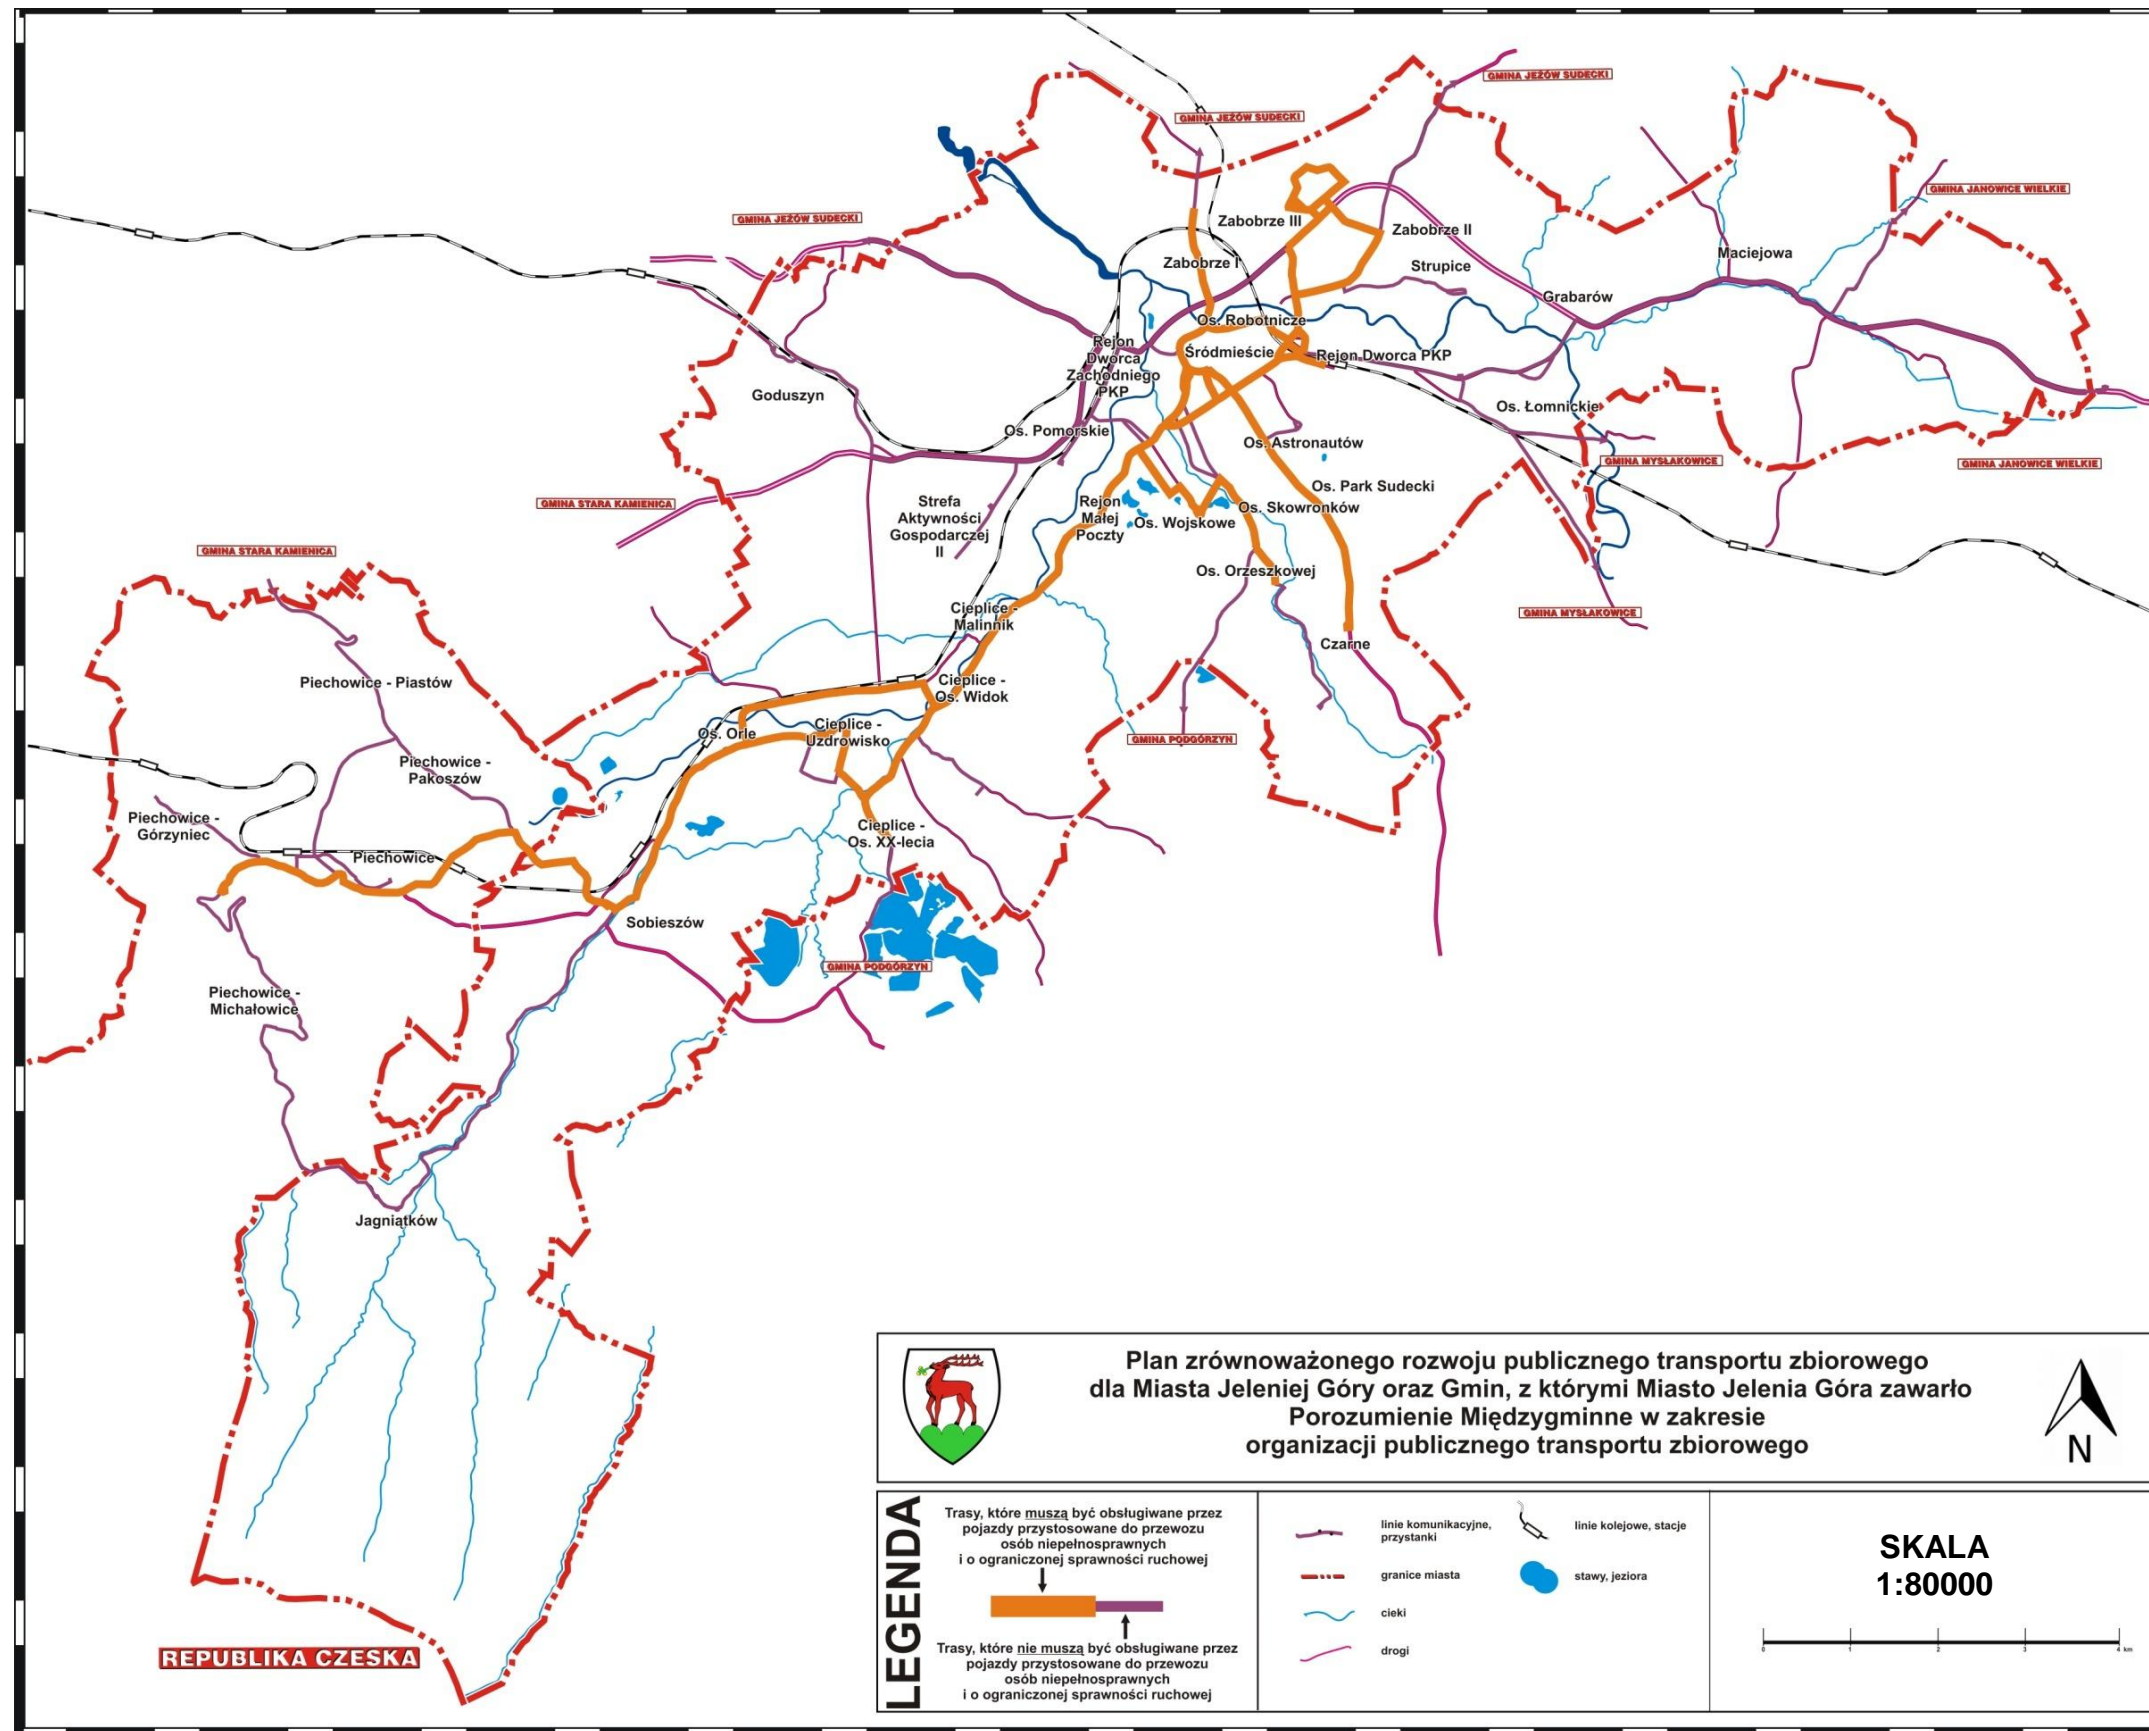 GMINA JEŻÓW SUDECKI
GMINA JEŻÓW SUDECKI
GMINA JANOWICE WIELKIE
GMINA JEŻÓW SUDECKI
Zabobrze III
Zabobrze II
Maciejowa
Zabobrze I
Strupice
Grabarów
Os. Robotnicze
Rejon
Dworca
Zachodniego
PKP
Śródmieście
Rejon Dworca PKP
Goduszyn
Os. Łomnickie
Os. Pomorskie
Os. Astronautów
GMINA MYSŁAKOWICE
GMINA JANOWICE WIELKIE
GMINA STARA KAMIENICA
Os. Park Sudecki
Strefa
Aktywności
Gospodarczej
II
Rejon
Małej
Poczty
Os. Wojskowe
Os. Skowronków
GMINA STARA KAMIENICA
Os. Orzeszkowej
Cieplice -
Malinnik
GMINA MYSŁAKOWICE
Czarne
Piechowice - Piastów
Cieplice -
Os. Widok
Os. Orle
Cieplice -
Uzdrowisko
GMINA PODGÓRZYN
Piechowice -
Pakoszów
Piechowice -
Górzyniec
Cieplice -
Os. XX-lecia
Piechowice
Sobieszów
GMINA PODGÓRZYN
Piechowice -
Michałowice
Jagniątków
REPUBLIKA CZESKA
Plan zrównoważonego rozwoju publicznego transportu zbiorowego
dla Miasta Jeleniej Góry oraz Gmin, z którymi Miasto Jelenia Góra zawarło
Porozumienie Międzygminne w zakresie
organizacji publicznego transportu zbiorowego
N
LEGENDA
Trasy, które muszą być obsługiwane przez
pojazdy przystosowane do przewozu
osób niepełnosprawnych
i o ograniczonej sprawności ruchowej
Trasy, które nie muszą być obsługiwane przez
pojazdy przystosowane do przewozu
osób niepełnosprawnych
i o ograniczonej sprawności ruchowej
linie komunikacyjne,
przystanki
granice miasta
cieki
drogi
linie kolejowe, stacje
stawy, jeziora
SKALA
1:80000
0 1 2 3 4 km